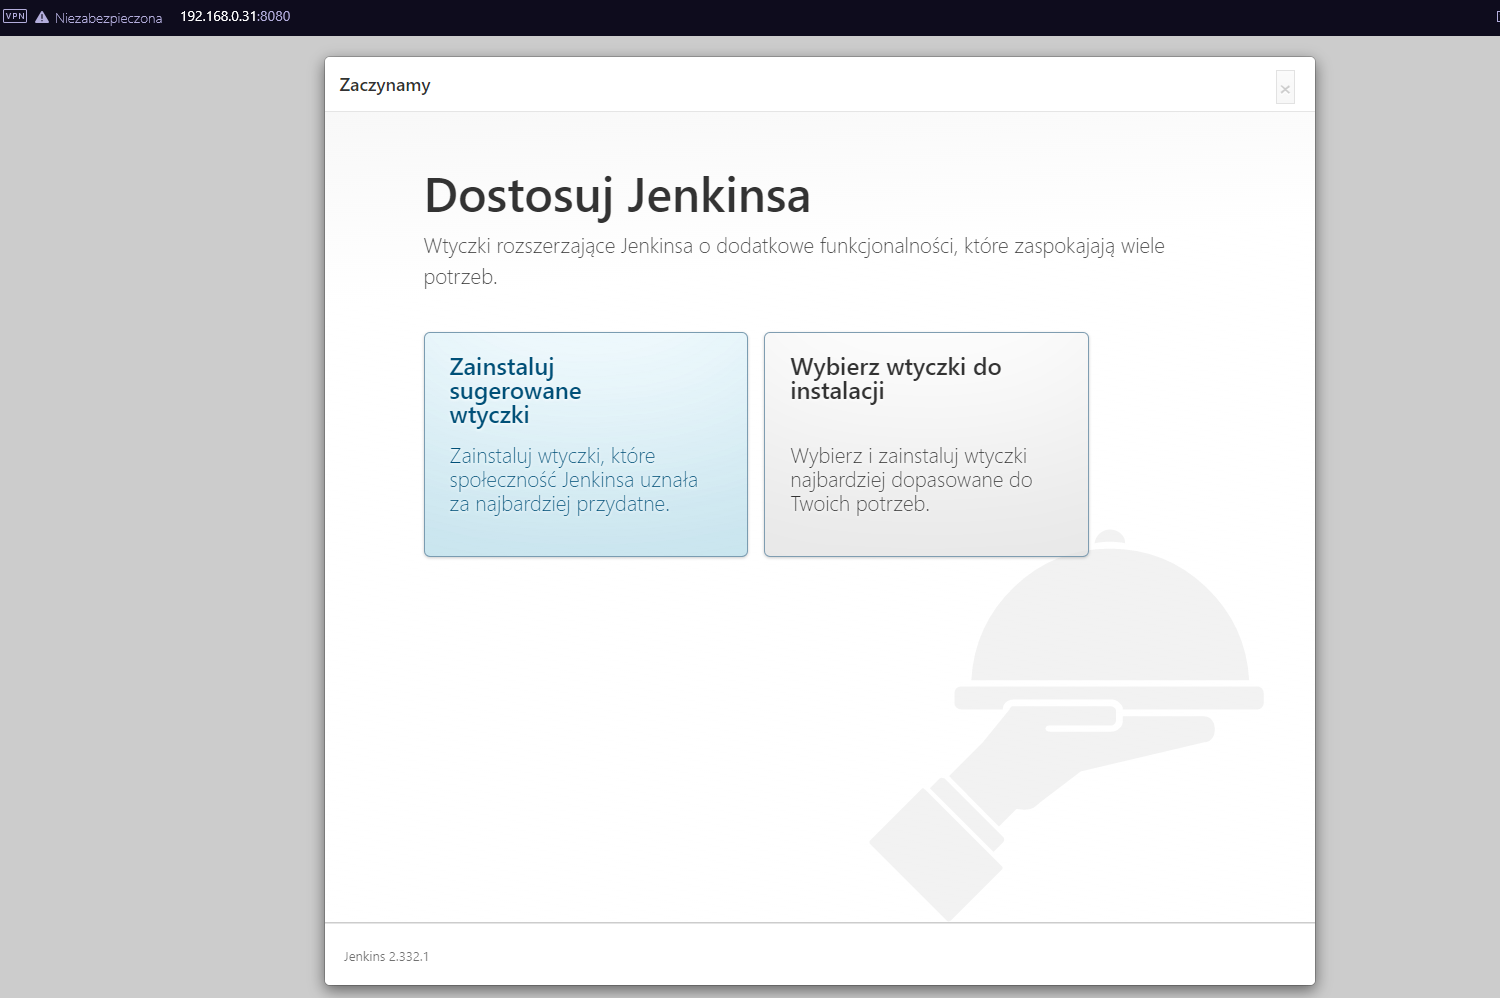 VPN Niezabezpieczona 192.168.0.31:8080
Zaczynamy
×
Dostosuj Jenkinsa
Wtyczki rozszerzające Jenkinsa o dodatkowe funkcjonalności, które zaspokajają wiele
potrzeb.
Zainstaluj
sugerowane
wtyczki
Zainstaluj wtyczki, które
społeczność Jenkinsa uznała
za najbardziej przydatne.
Wybierz wtyczki do
instalacji
Wybierz i zainstaluj wtyczki
najbardziej dopasowane do
Twoich potrzeb.
Jenkins 2.332.1